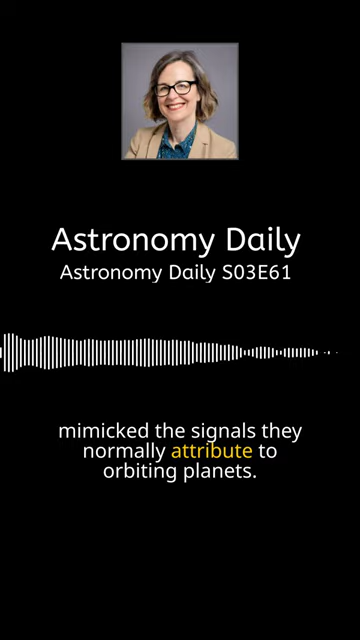 Astronomy Daily
Astronomy Daily S03E61
mimicked the signals they
normally attribute to
orbiting planets.